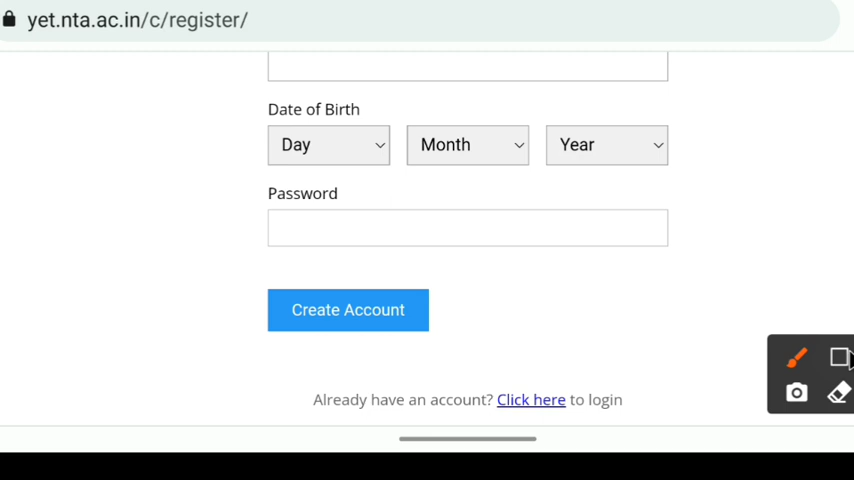 yet.nta.ac.in/c/register/
Date of Birth
Day Month Year
Password
Create Account
Already have an account? Click here to login